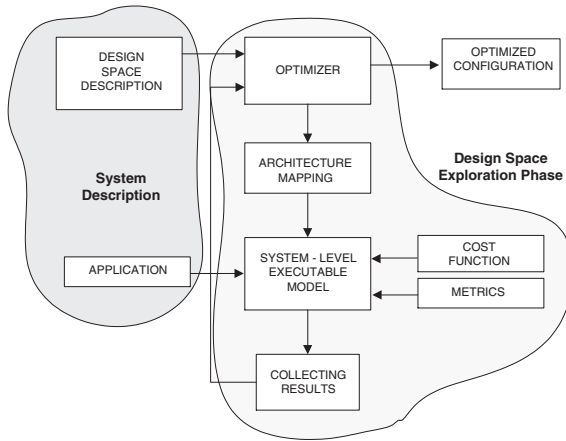 DESIGN
SPACE
DESCRIPTION
OPTIMIZER
OPTIMIZED
CONFIGURATION
ARCHITECTURE
MAPPING
System
Description
Design Space
Exploration Phase
APPLICATION
SYSTEM - LEVEL
EXECUTABLE
MODEL
COST
FUNCTION
METRICS
COLLECTING
RESULTS